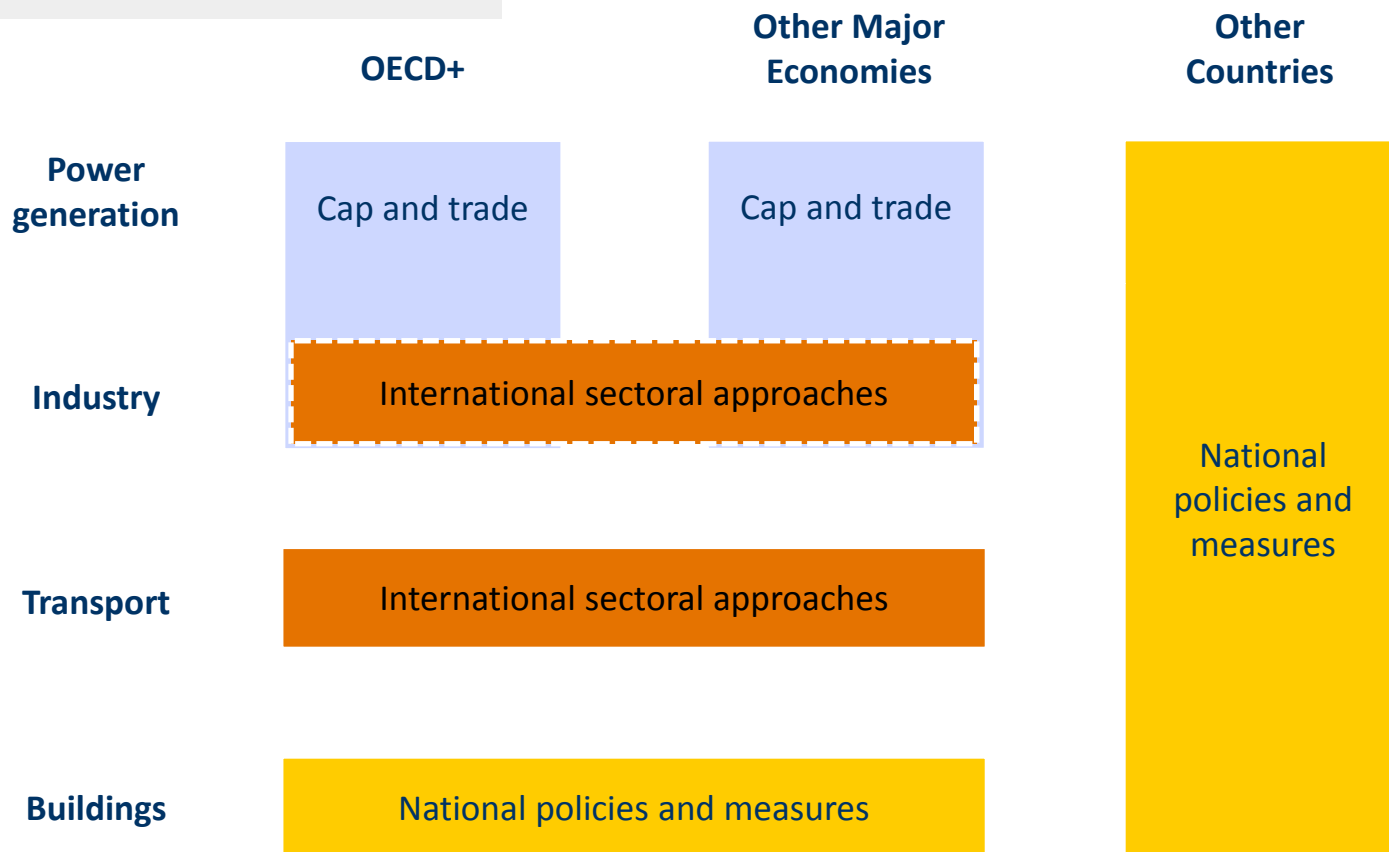 OECD+
Other Major
Economies
Other
Countries
Power
generation
Cap and trade
Cap and trade
Industry
International sectoral approaches
National
policies and
measures
Transport
International sectoral approaches
Buildings
National policies and measures